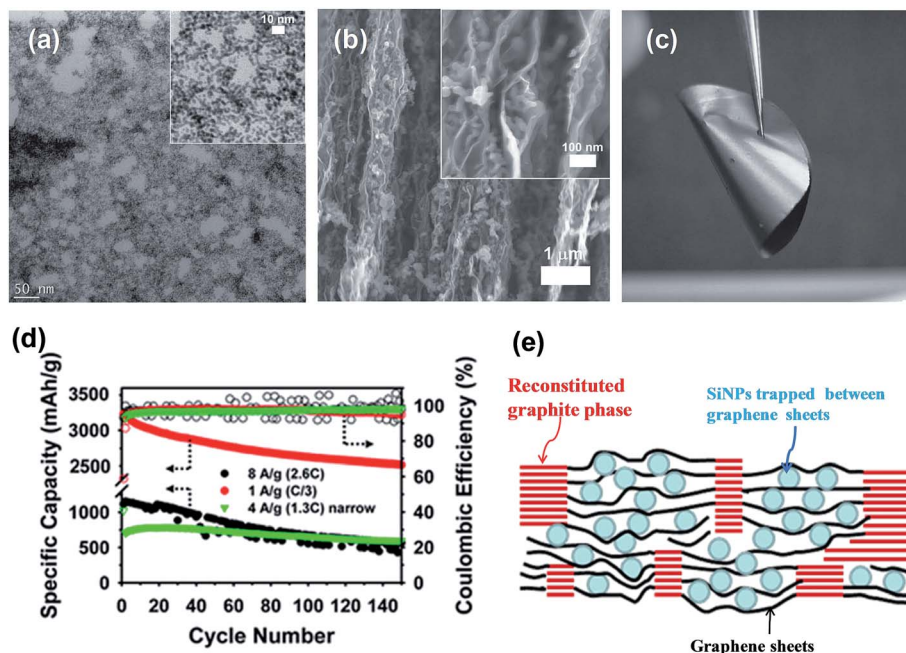 (a)
10 nm
50 nm
(b)
100 nm
1 μm
(c)
(d)
Specific Capacity (mAh/g)
3500
3000
2500
1000
500
0
Coulombic Efficiency (%)
100
80
60
40
20
0
8 A/g (2.6C)
1 A/g (C/3)
4 A/g (1.3C) narrow
0 20 40 60 80 100 120 140
Cycle Number
(e)
Reconstituted
graphite phase
SiNPs trapped between
graphene sheets
Graphene sheets